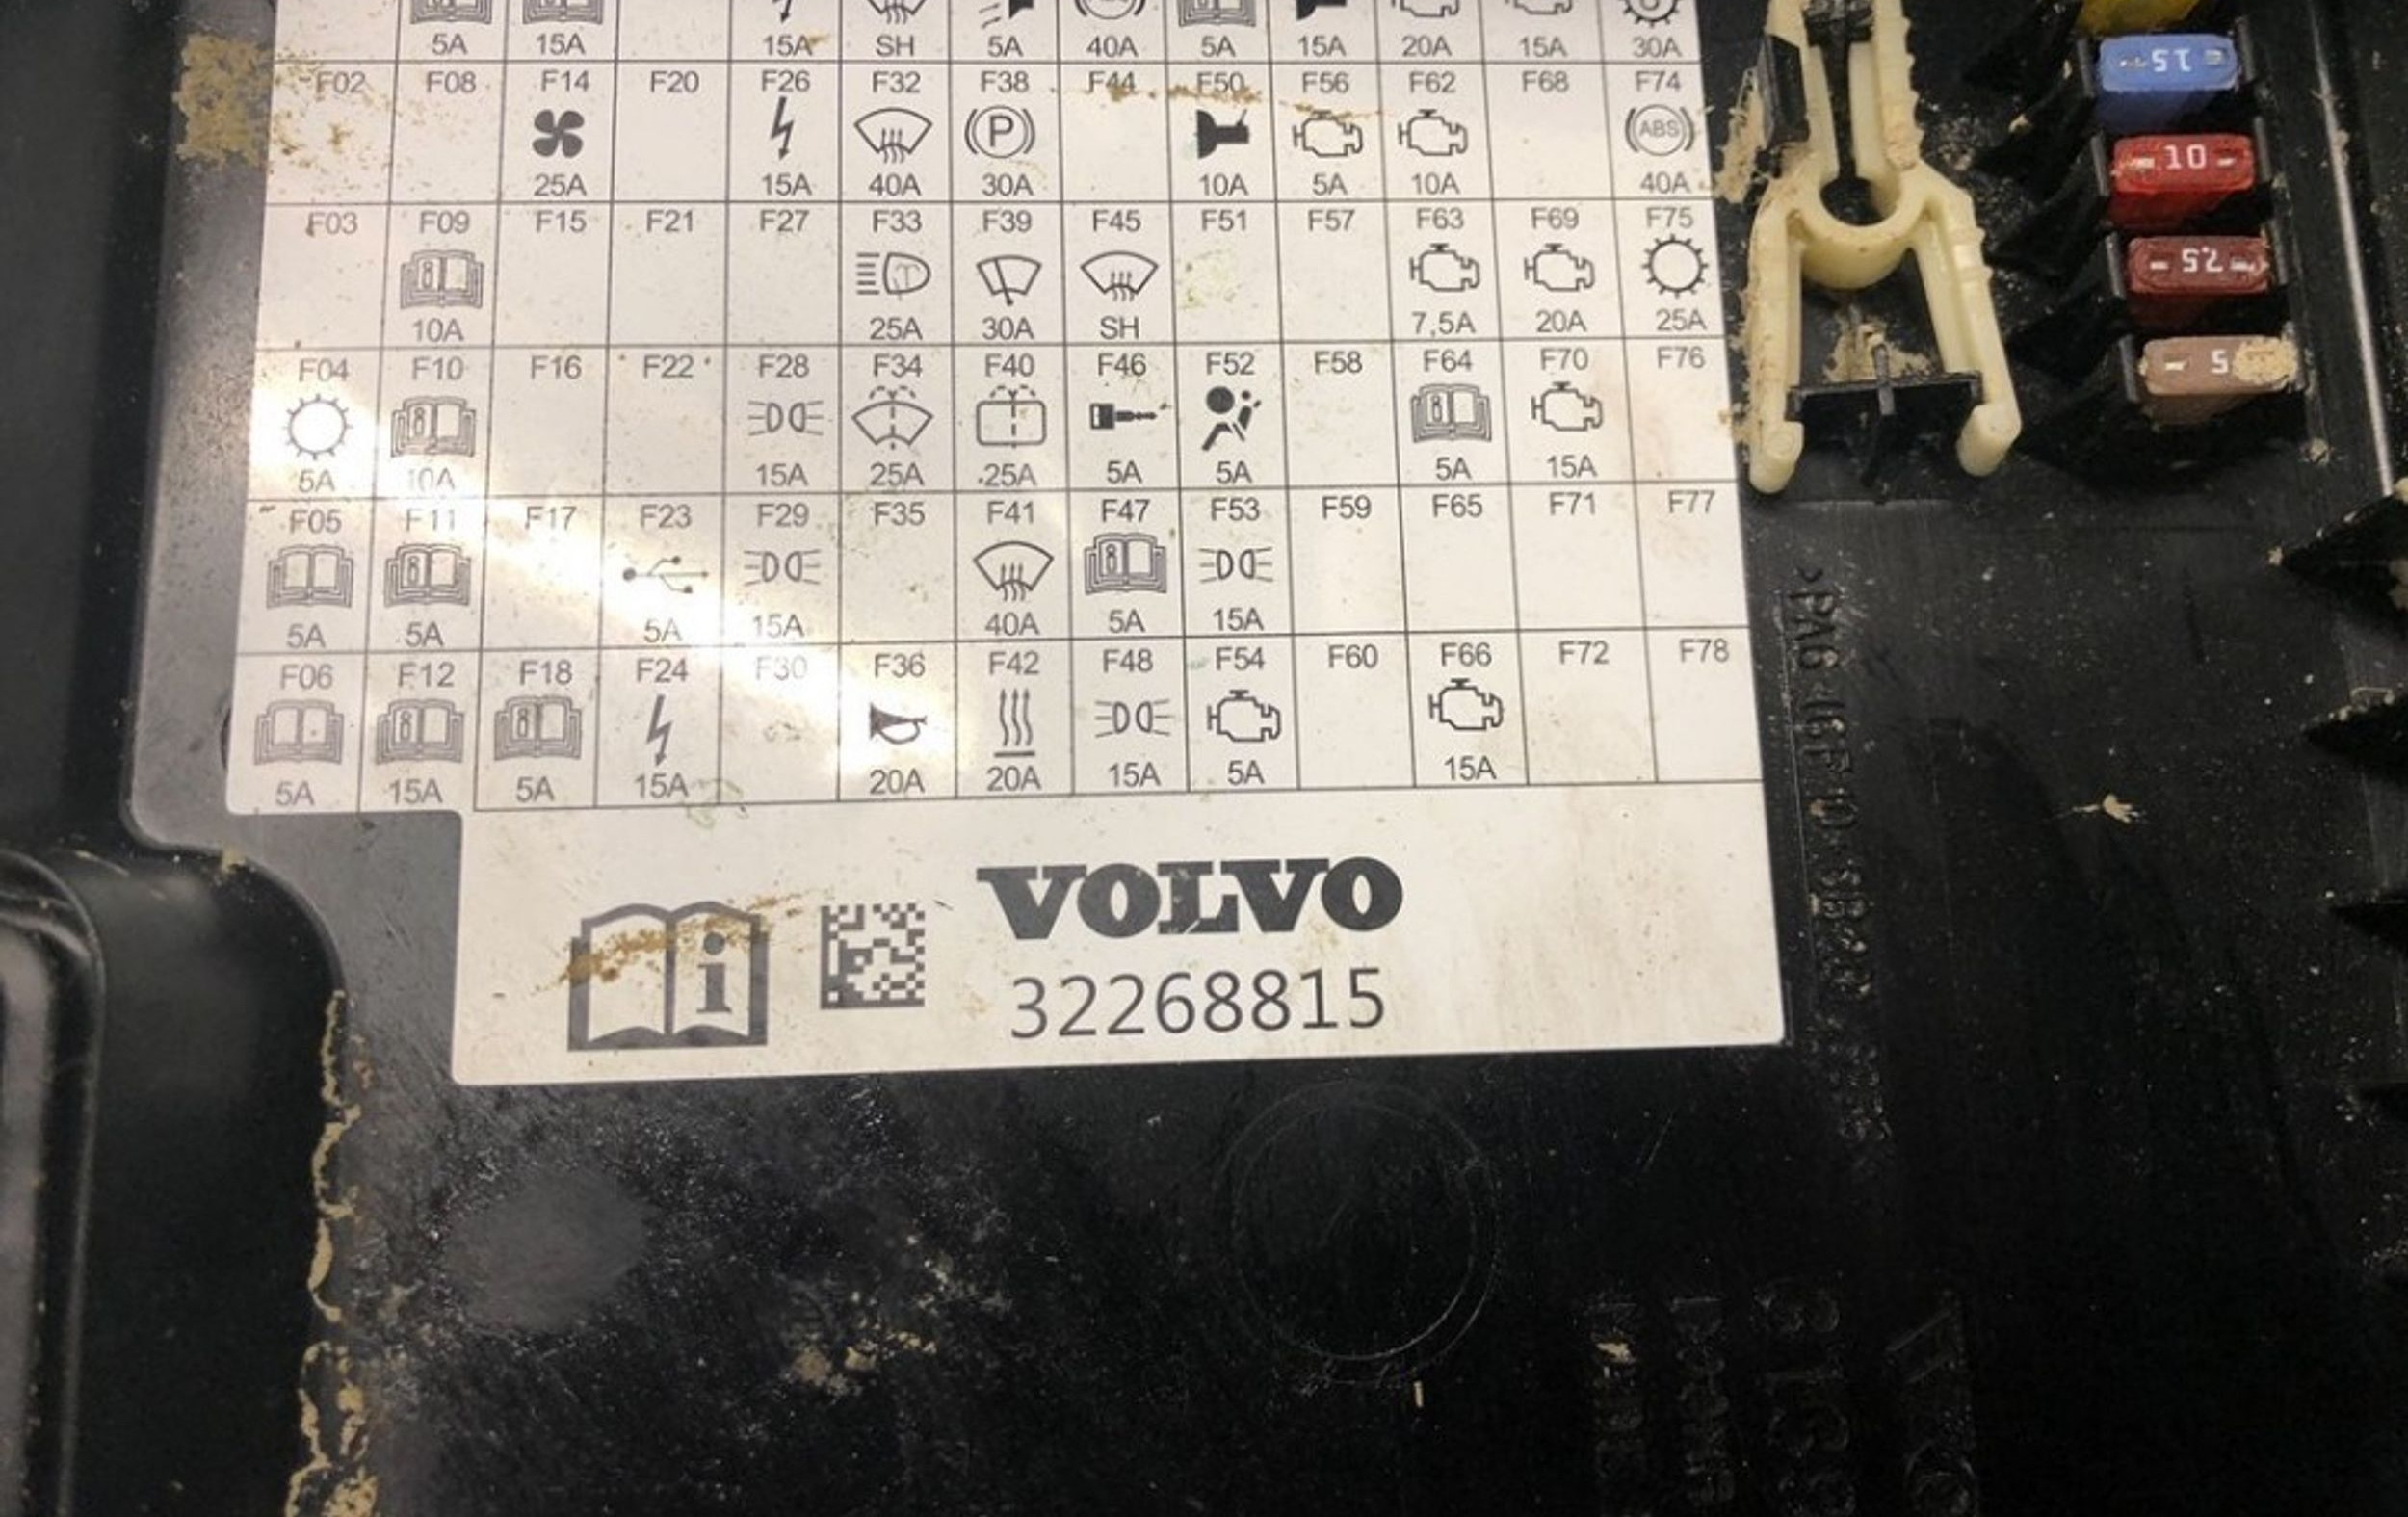 5A 15A 15A SH 5A 40A 5A 15A 20A 15A 30A
F02 F08 F14 F20 F26 F32 F38 F44 F50 F56 F62 F68 F74
P ABS
25A 15A 40A 30A 10A 5A 10A 40A
F03 F09 F15 F21 F27 F33 F39 F45 F51 F57 F63 F69 F75
10A 25A 30A SH 7,5A 20A 25A
F04 F10 F16 F22 F28 F34 F40 F46 F52 F58 F64 F70 F76
5A 10A 15A 25A 25A 5A 5A 5A 15A
F05 F11 F17 F23 F29 F35 F41 F47 F53 F59 F65 F71 F77
5A 5A 5A 15A 40A 5A 15A
F06 F12 F18 F24 F30 F36 F42 F48 F54 F60 F66 F72 F78
5A 15A 5A 15A 20A 20A 15A 5A 15A
i
VOLVO
32268815
15
10
5